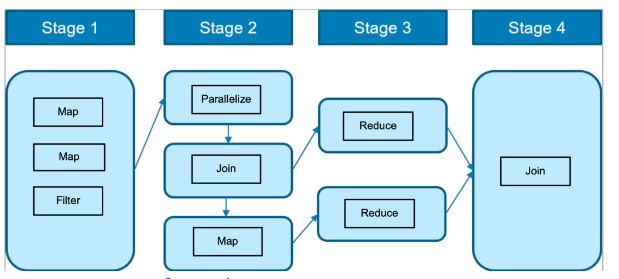 Stage 1
Stage 2
Stage 3
Stage 4
Map
Map
Filter
Parallelize
Join
Map
Reduce
Reduce
Join